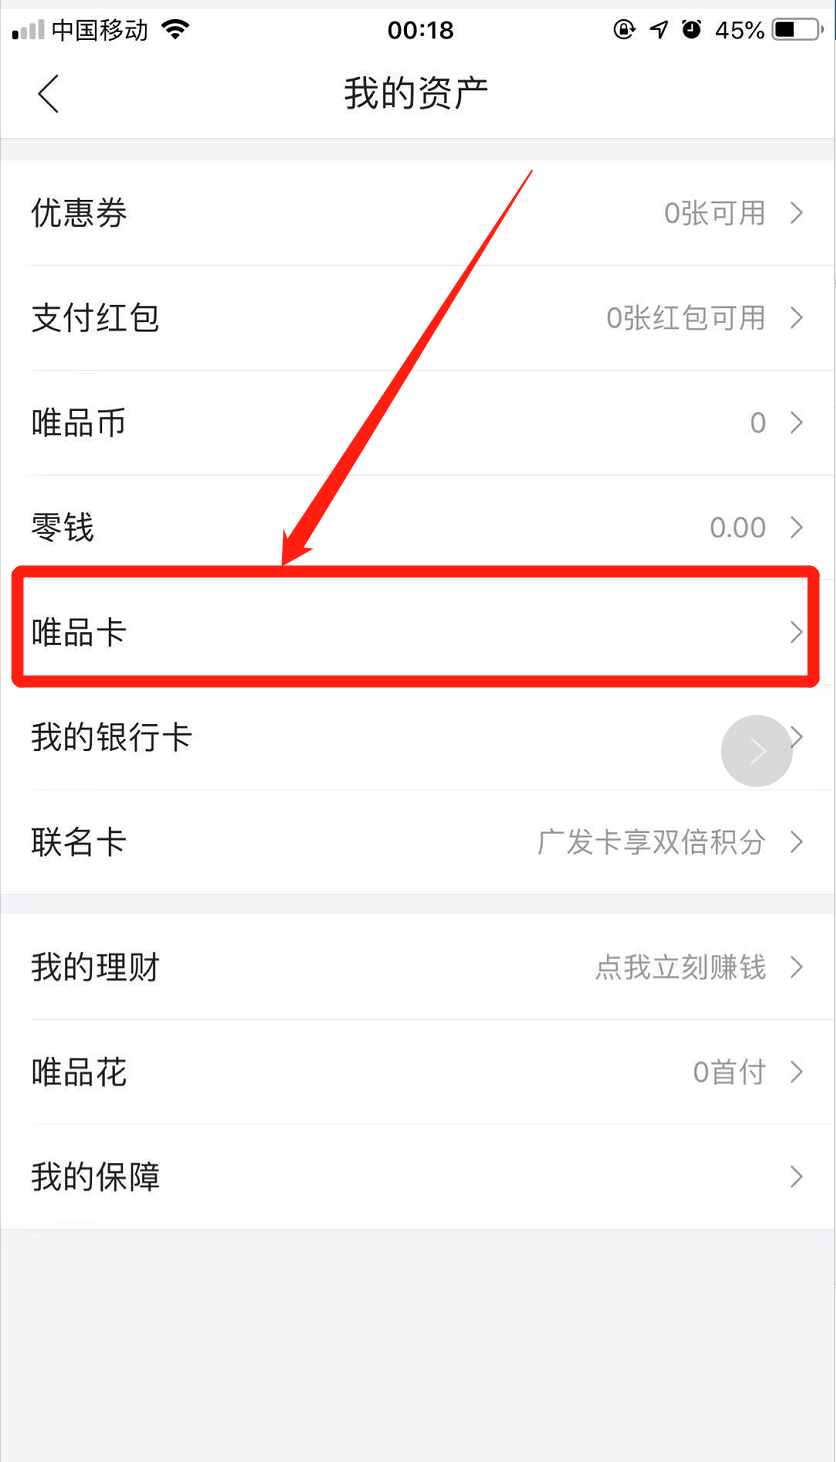 中国移动 00:18 45%
我的资产
优惠券 0张可用
支付红包 0张红包可用
唯品币 0
零钱 0.00
唯品卡
我的银行卡
联名卡 广发卡享双倍积分
我的理财 点我立刻赚钱
唯品花 0首付
我的保障